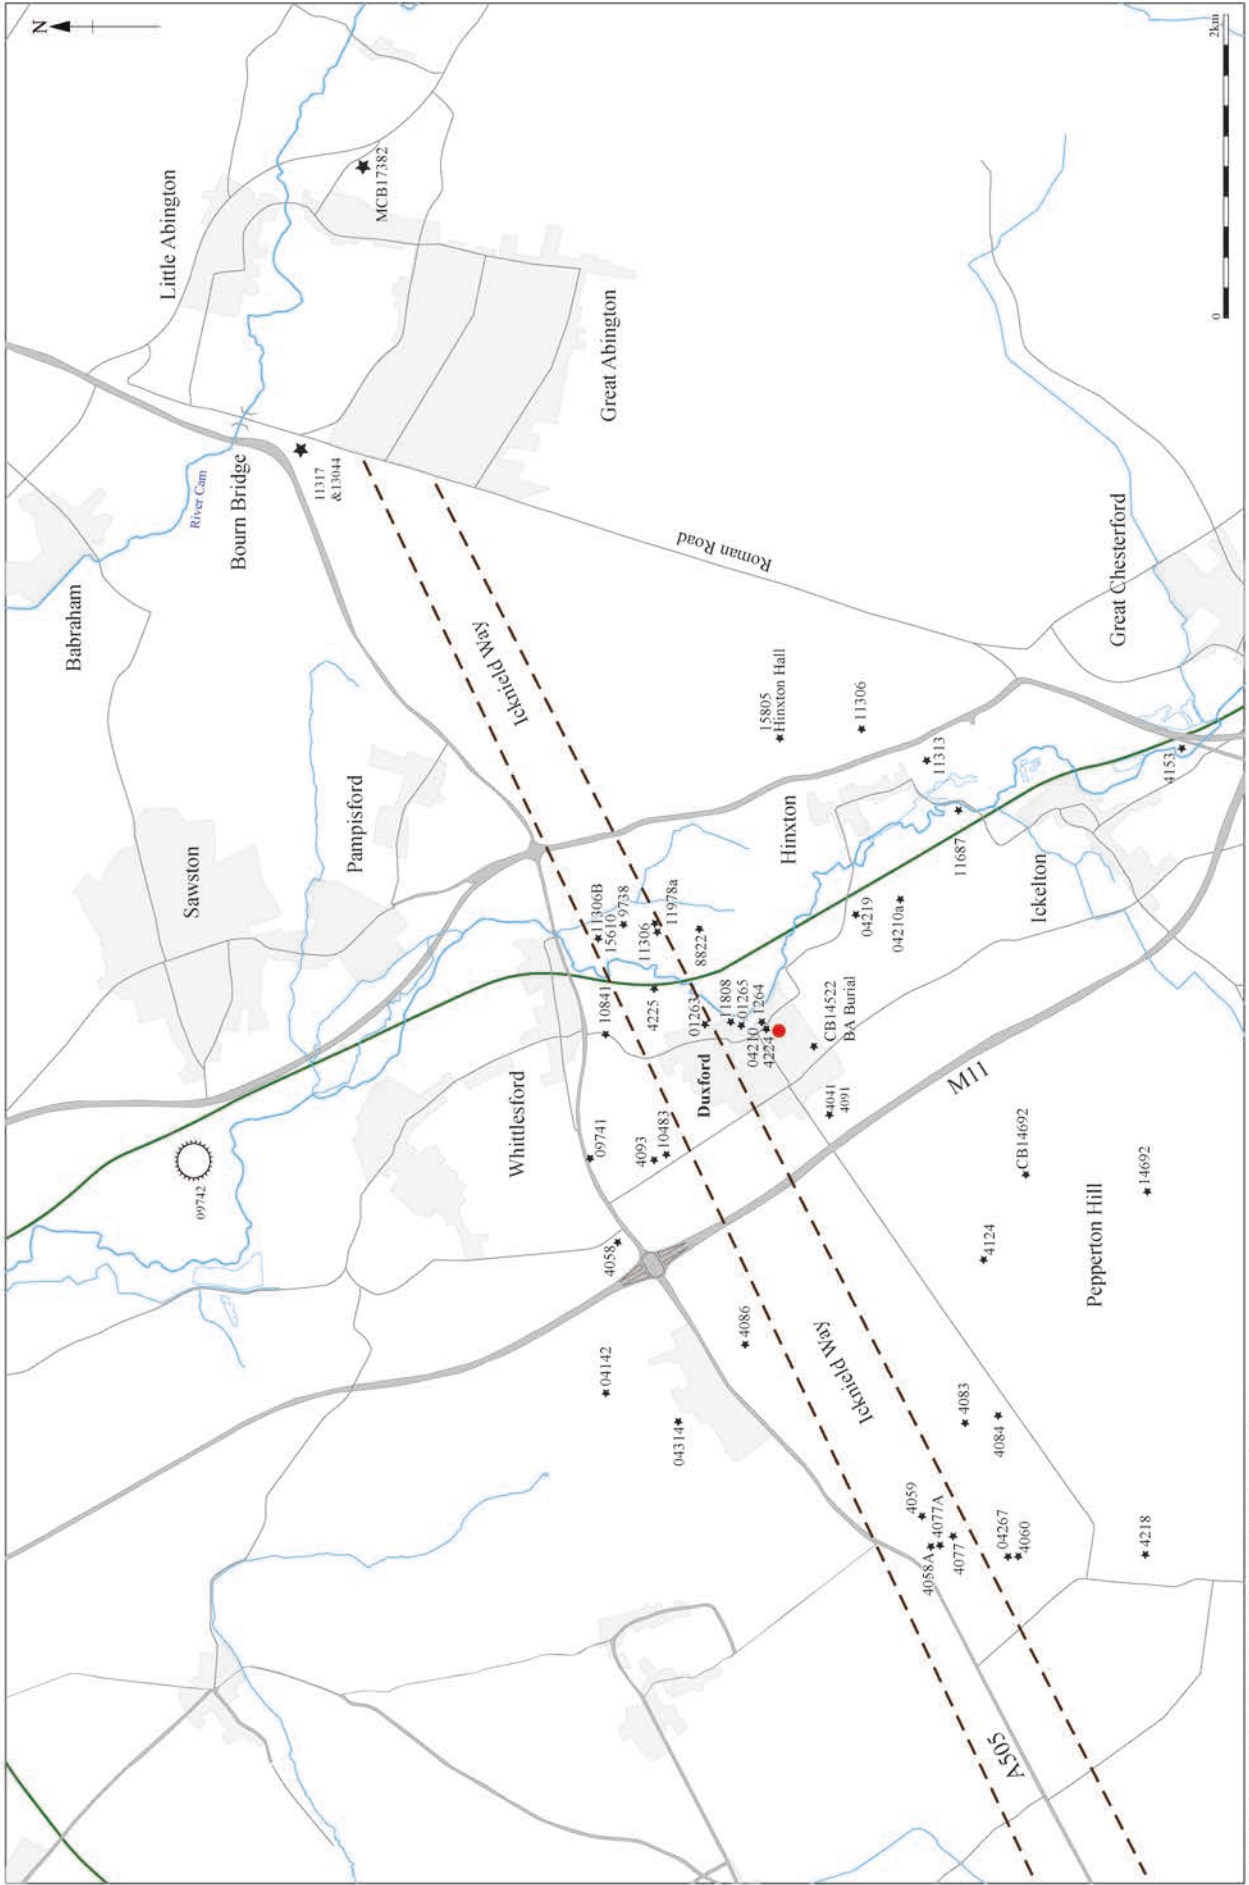 N
2km
0
Little Abington
MCB17382
Great Abington
Babraham
River Cam
Bourn Bridge
11317
&13044
Roman Road
Great Chesterford
Icknield Way
Sawston
Pampisford
15805
Hinxton Hall
11306
11313
4153
Hinxton
11687
Ickelton
11306B
15610
9738
11306
11978a
8822
04219
04210a
10841
4225
01263
11808
01265
1264
04210
4224
CB14522
BA Burial
Duxford
4041
4091
M11
Whittlesford
09741
4093
10483
09742
4058
CB14692
14692
4124
Pepperton Hill
04142
04314
4086
Icknield Way
4083
4084
4059
4077A
4058A
4077
04267
4060
4218
A505